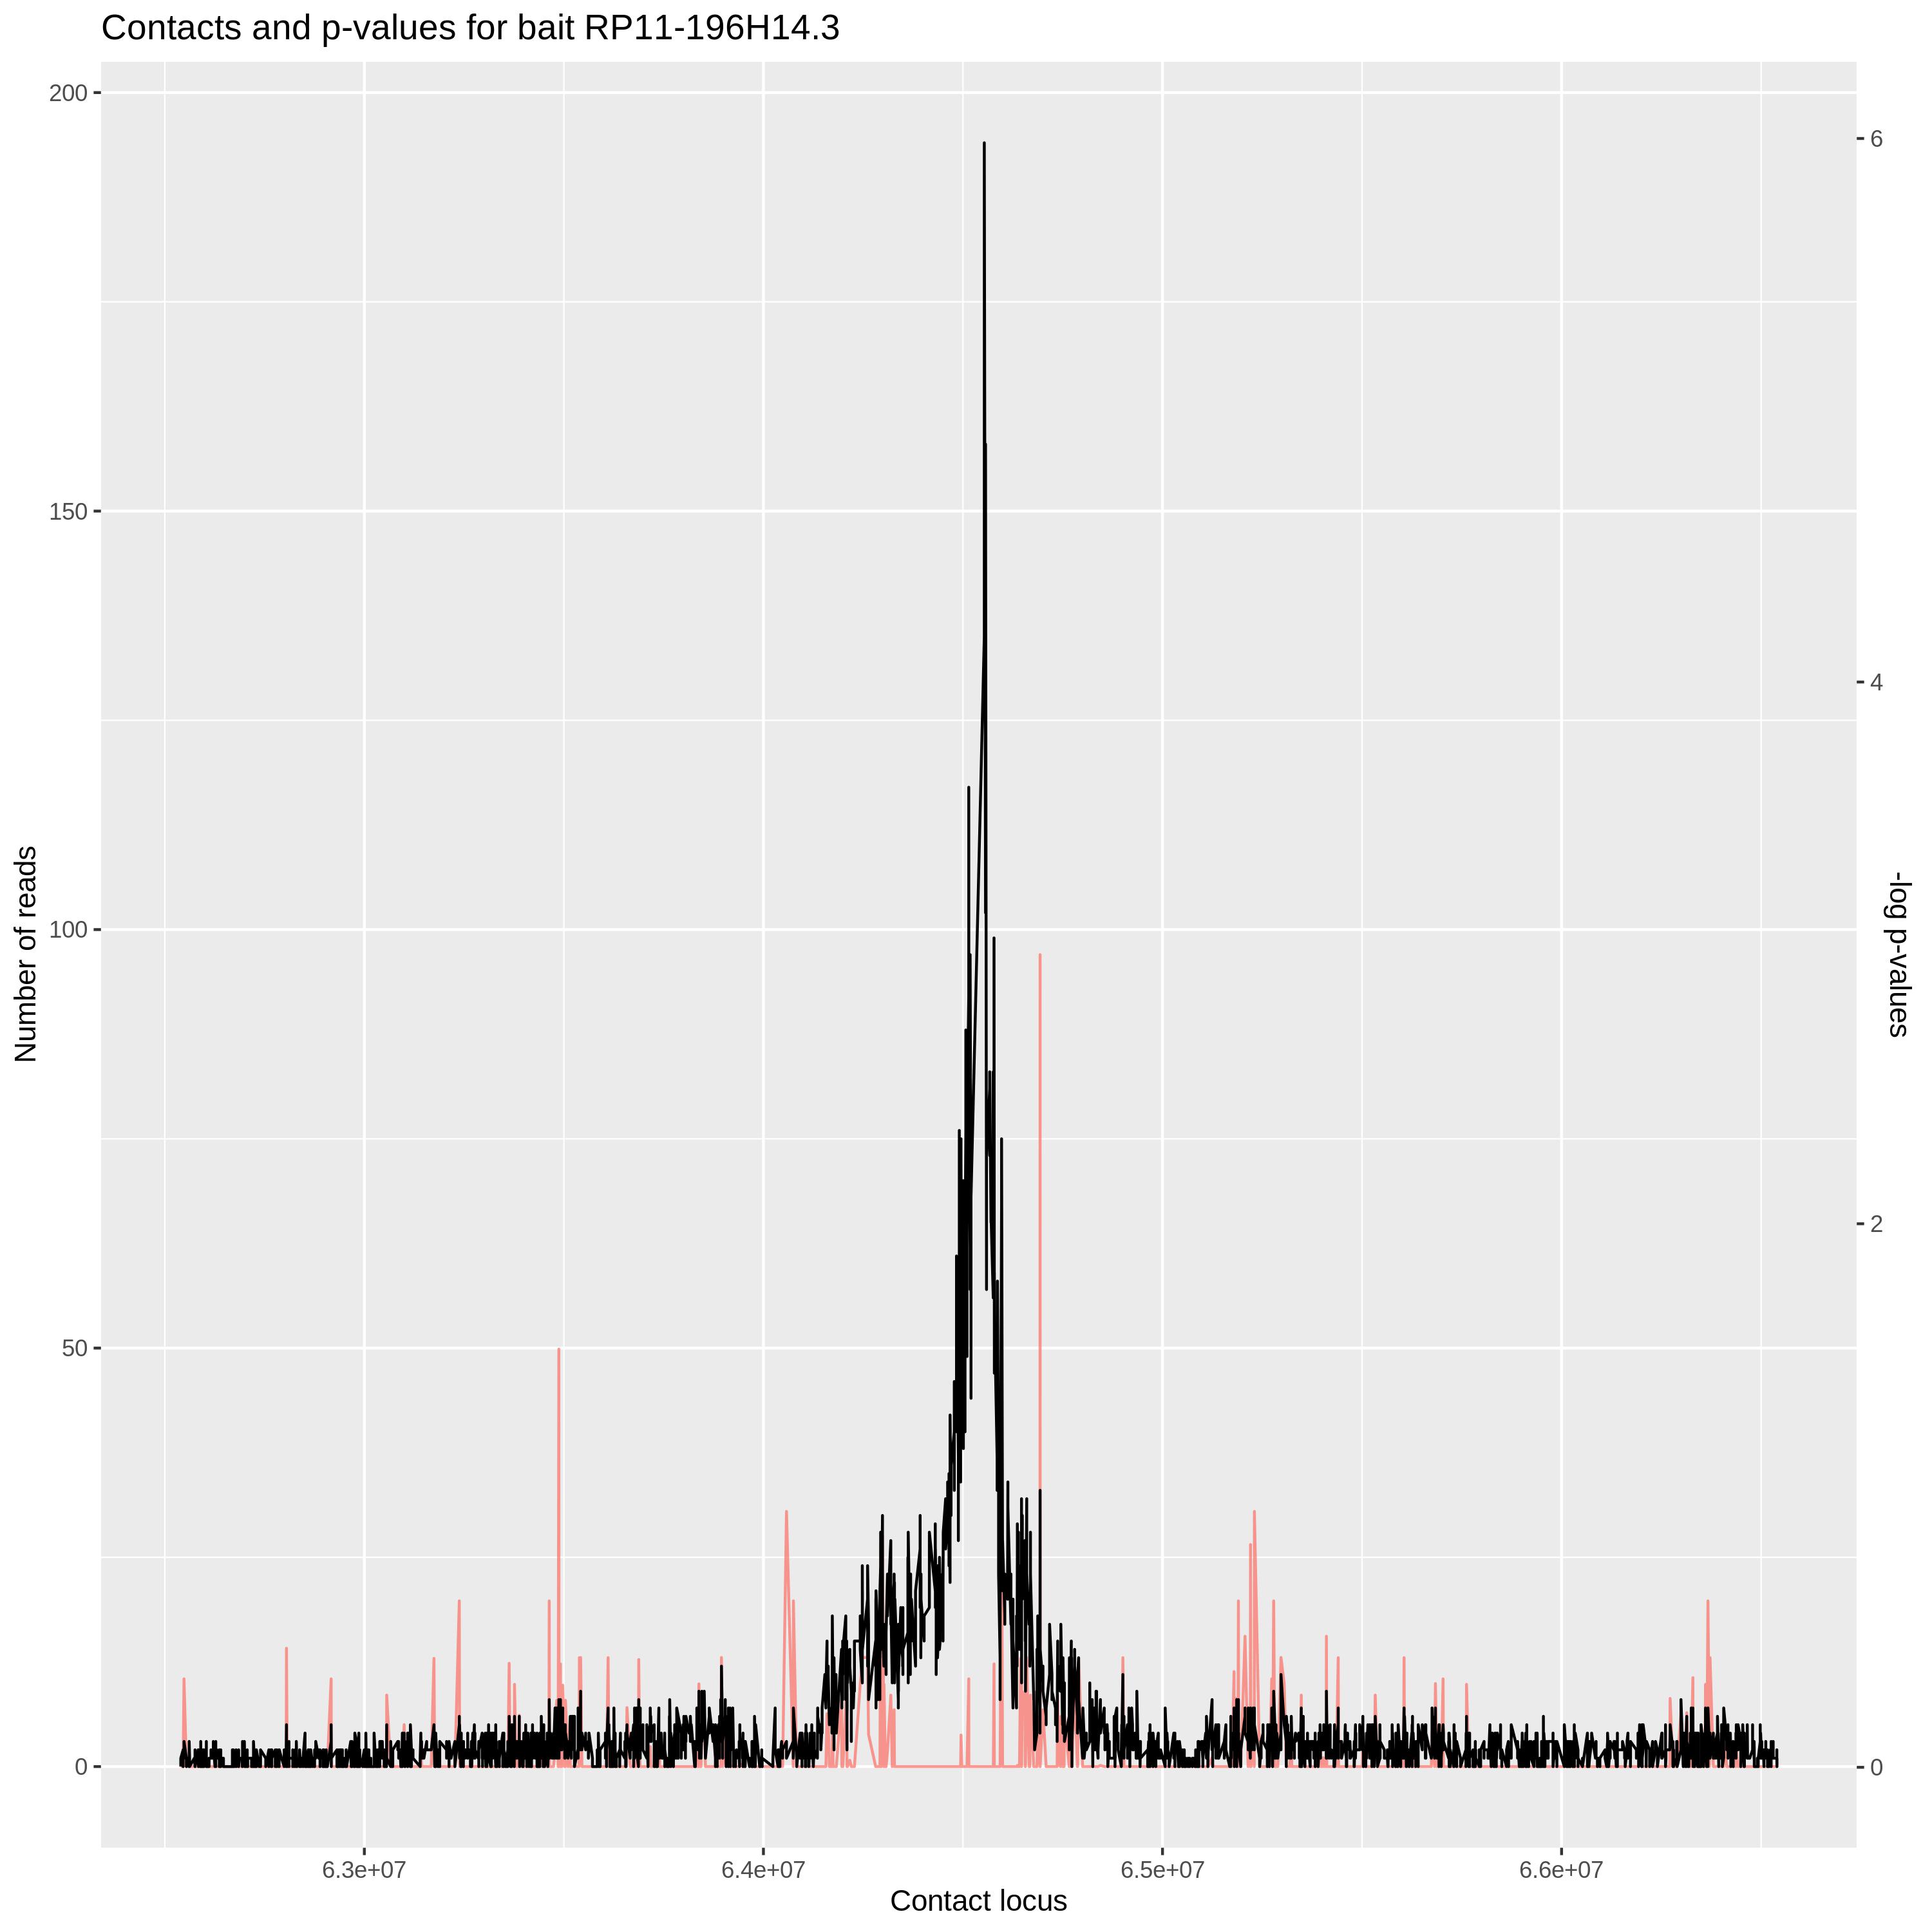 Contacts and p-values for bait RP11-196H14.3
200
150
100
50
0
Number of reads
6
4
2
0
-log p-values
6.3e+07 6.4e+07 6.5e+07 6.6e+07
Contact locus